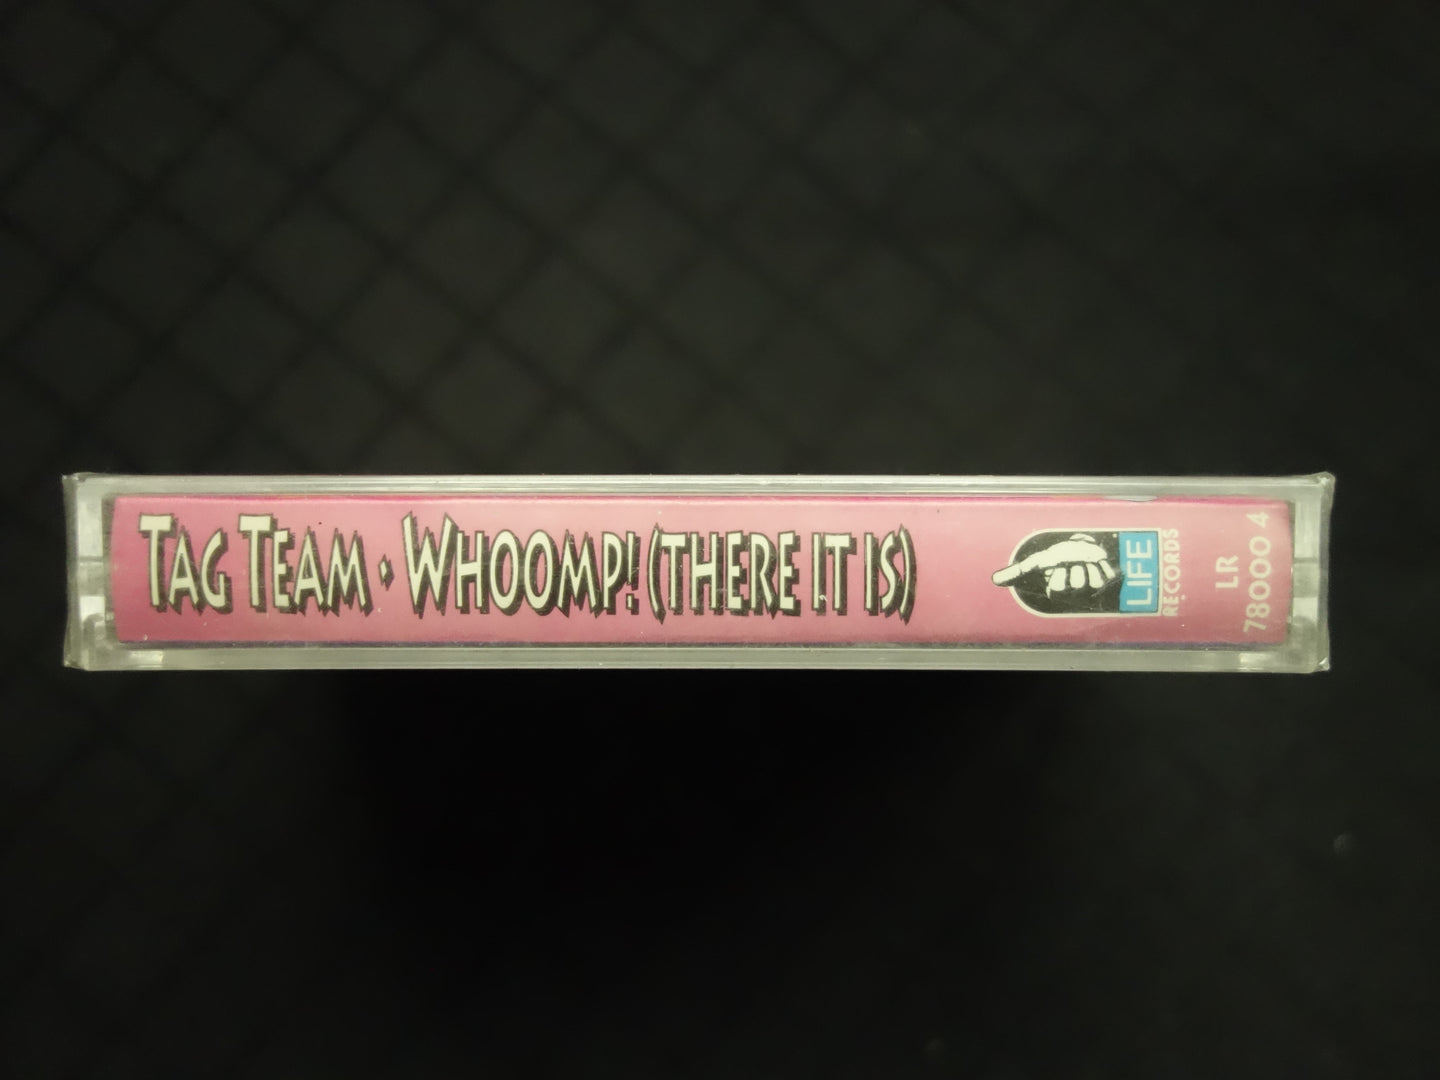 TAG TEAM • WHOOMP! (THERE IT IS)
LIFE
RECORDS
LR
78000 4